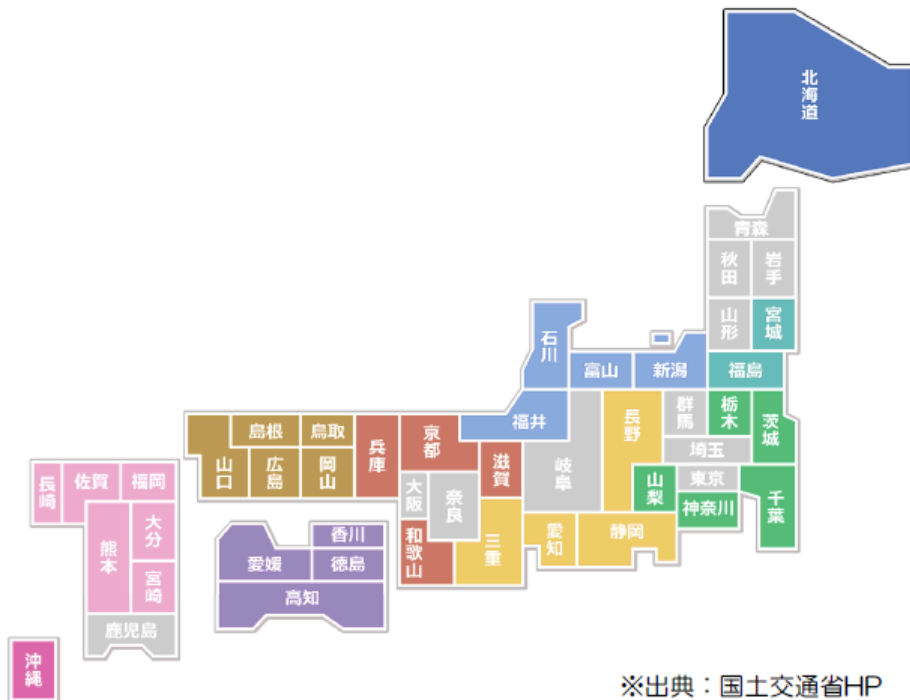 北海道
青森
秋田
岩手
山形
宮城
石川
富山
新潟
福島
福井
長野
群馬
栃木
茨城
埼玉
島根
鳥取
兵庫
京都
滋賀
岐阜
山口
広島
岡山
大阪
奈良
山梨
東京
神奈川
千葉
長崎
佐賀
福岡
和歌山
三重
愛知
静岡
熊本
大分
宮崎
鹿児島
香川
愛媛
徳島
高知
沖縄
※出典：国土交通省HP